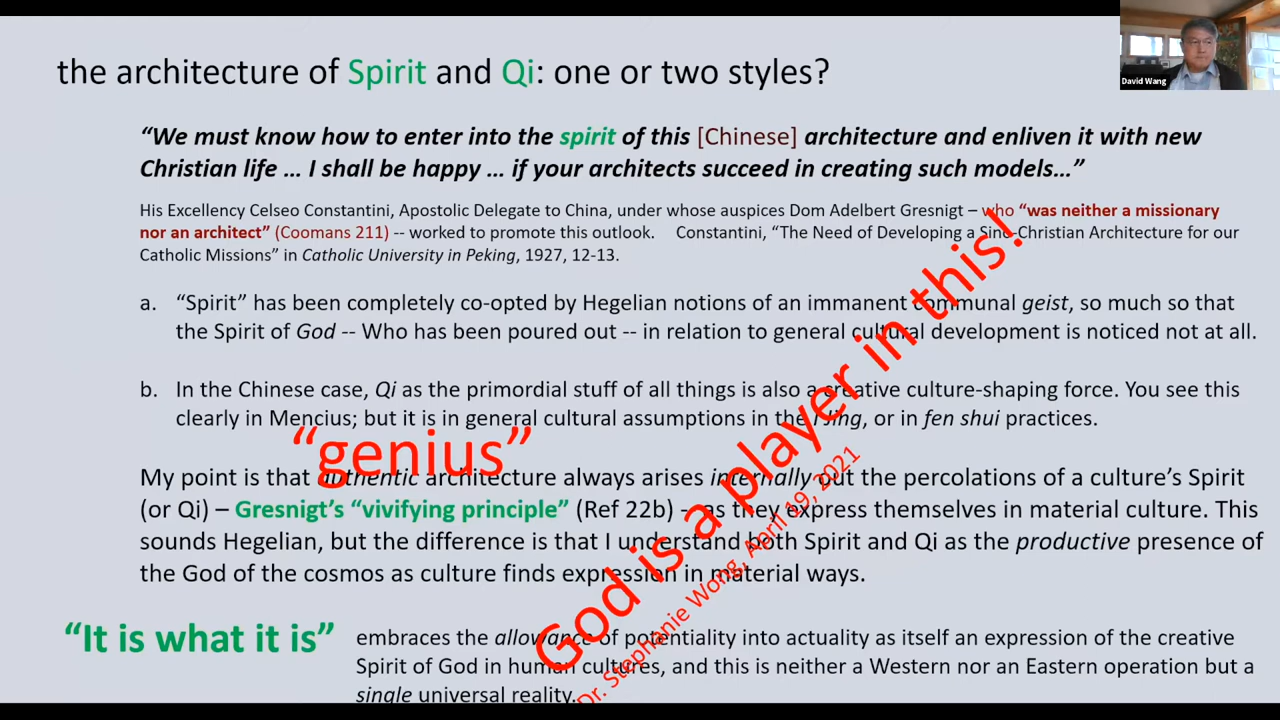 David Wang
the architecture of Spirit and Qi: one or two styles?
“We must know how to enter into the spirit of this [Chinese] architecture and enliven it with new
Christian life … I shall be happy … if your architects succeed in creating such models…”
His Excellency Celseo Constantini, Apostolic Delegate to China, under whose auspices Dom Adelbert Gresnigt – who “was neither a missionary
nor an architect” (Coomans 211) -- worked to promote this outlook. Constantini, “The Need of Developing a Sino-Christian Architecture for our
Catholic Missions” in Catholic University in Peking, 1927, 12-13.
a. “Spirit” has been completely co-opted by Hegelian notions of an immanent communal geist, so much so that
the Spirit of God -- Who has been poured out -- in relation to general cultural development is noticed not at all.
b. In the Chinese case, Qi as the primordial stuff of all things is also a creative culture-shaping force. You see this
clearly in Mencius; but it is in general cultural assumptions in the I Jing, or in fen shui practices.
“genius”
My point is that authentic architecture always arises internally out the percolations of a culture’s Spirit
(or Qi) – Gresnigt’s “vivifying principle” (Ref 22b) -- as they express themselves in material culture. This
sounds Hegelian, but the difference is that I understand both Spirit and Qi as the productive presence of
the God of the cosmos as culture finds expression in material ways.
God is a player in this!
Dr. Stephanie Wong, April 19, 2021
“It is what it is”
embraces the allowance of potentiality into actuality as itself an expression of the creative
Spirit of God in human cultures, and this is neither a Western nor an Eastern operation but a
single universal reality.